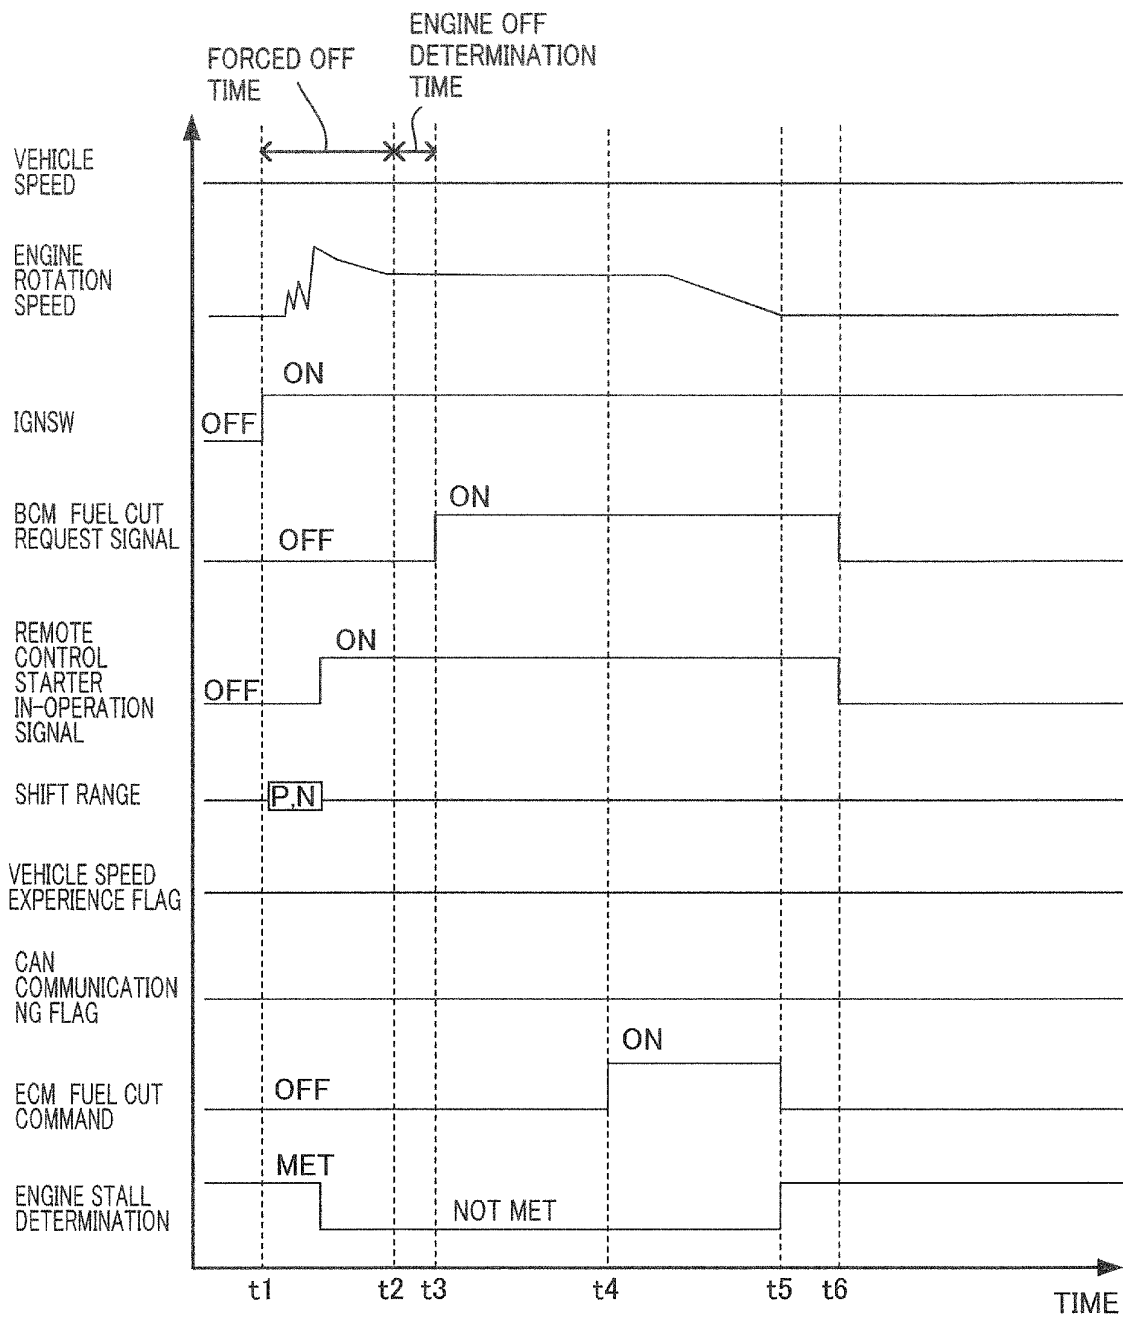 ENGINE OFF
DETERMINATION
TIME
FORCED OFF
TIME
VEHICLE
SPEED
ENGINE
ROTATION
SPEED
ON
IGNSW
OFF
BCM FUEL CUT
REQUEST SIGNAL
OFF
ON
REMOTE
CONTROL
STARTER
IN-OPERATION
SIGNAL
OFF
ON
SHIFT RANGE
P,N
VEHICLE SPEED
EXPERIENCE FLAG
CAN
COMMUNICATION
NG FLAG
ECM FUEL CUT
COMMAND
OFF
ON
ENGINE STALL
DETERMINATION
MET
NOT MET
t1 t2 t3 t4 t5 t6
TIME